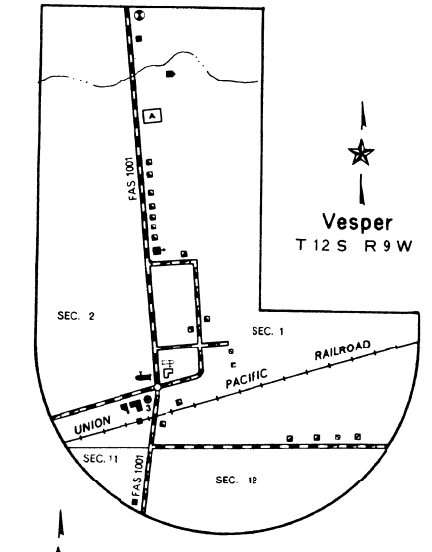 A
FAS 1001
Vesper
T 12 S R 9 W
SEC. 2
SEC. 1
UNION PACIFIC RAILROAD
3
SEC. 11
FAS 1001
SEC. 12